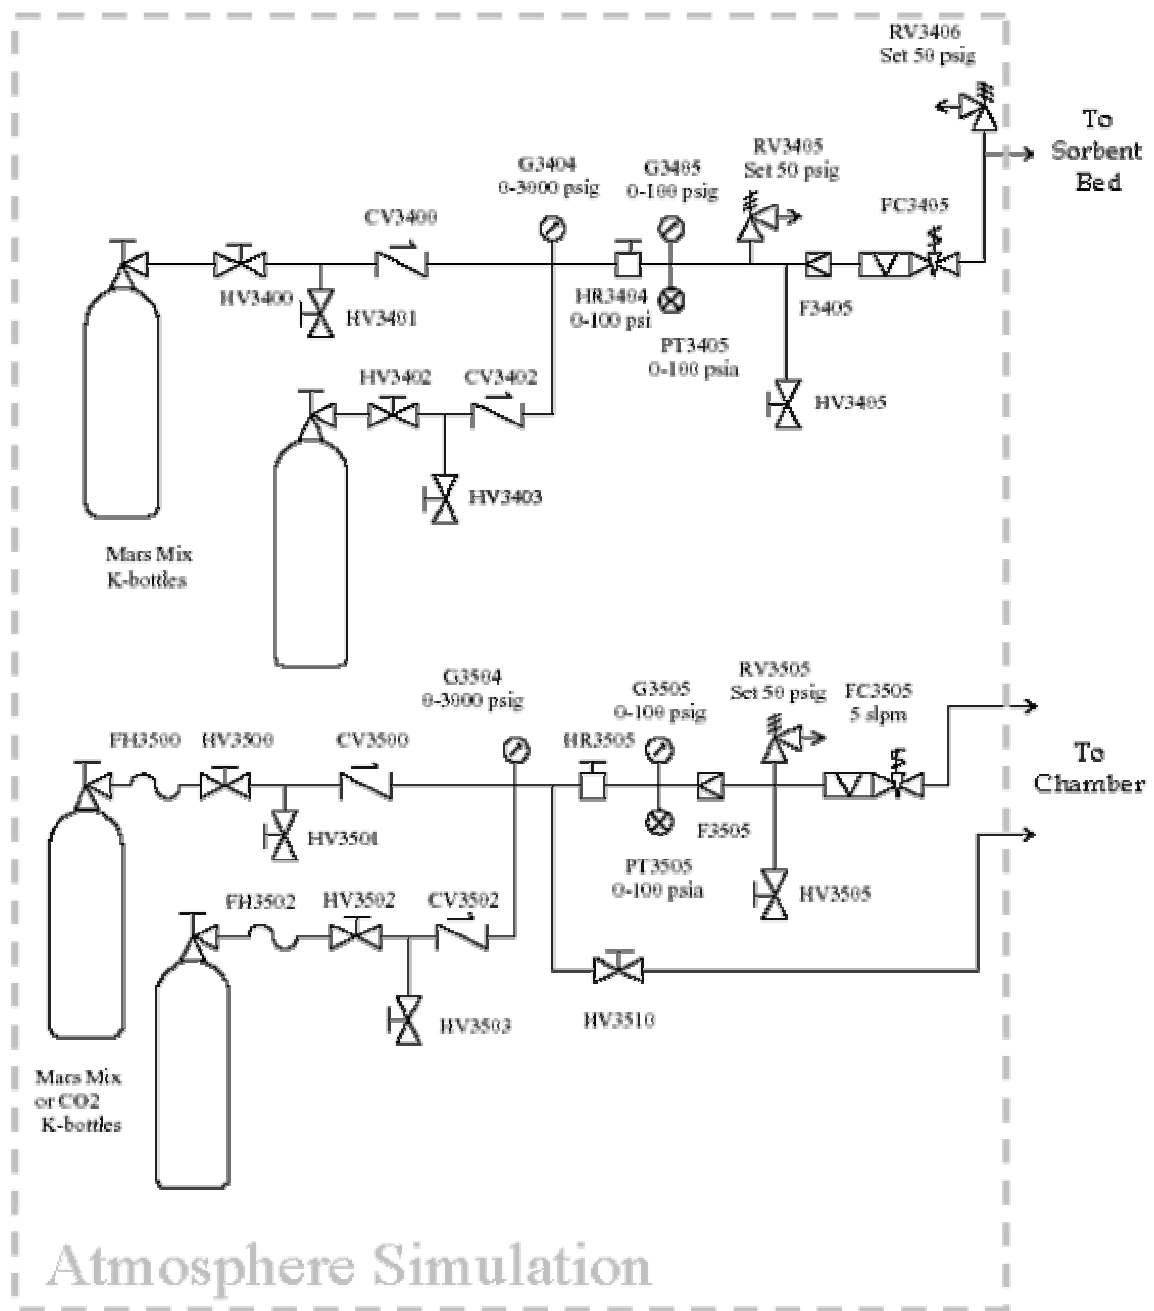 RV3406
Set 50 psig
To
Sorbent
Bed
RV3405
Set 50 psig
G3404
0-3000 psig
G3405
0-100 psig
FC3405
CV3400
HV3400
HV3401
HR3404
0-100 psi
F3405
PT3405
0-100 psia
HV3402
CV3402
HV3405
HV3403
Mars Mix
K-bottles
G3504
0-3000 psig
RV3505
Set 50 psig
G3505
0-100 psig
FC3505
5 slpm
FH3500
HV3500
CV3500
HR3505
To
Chamber
HV3501
F3505
PT3505
0-100 psia
HV3505
FH3502
HV3502
CV3502
HV3503
HV3510
Mars Mix
or CO2
K-bottles
Atmosphere Simulation